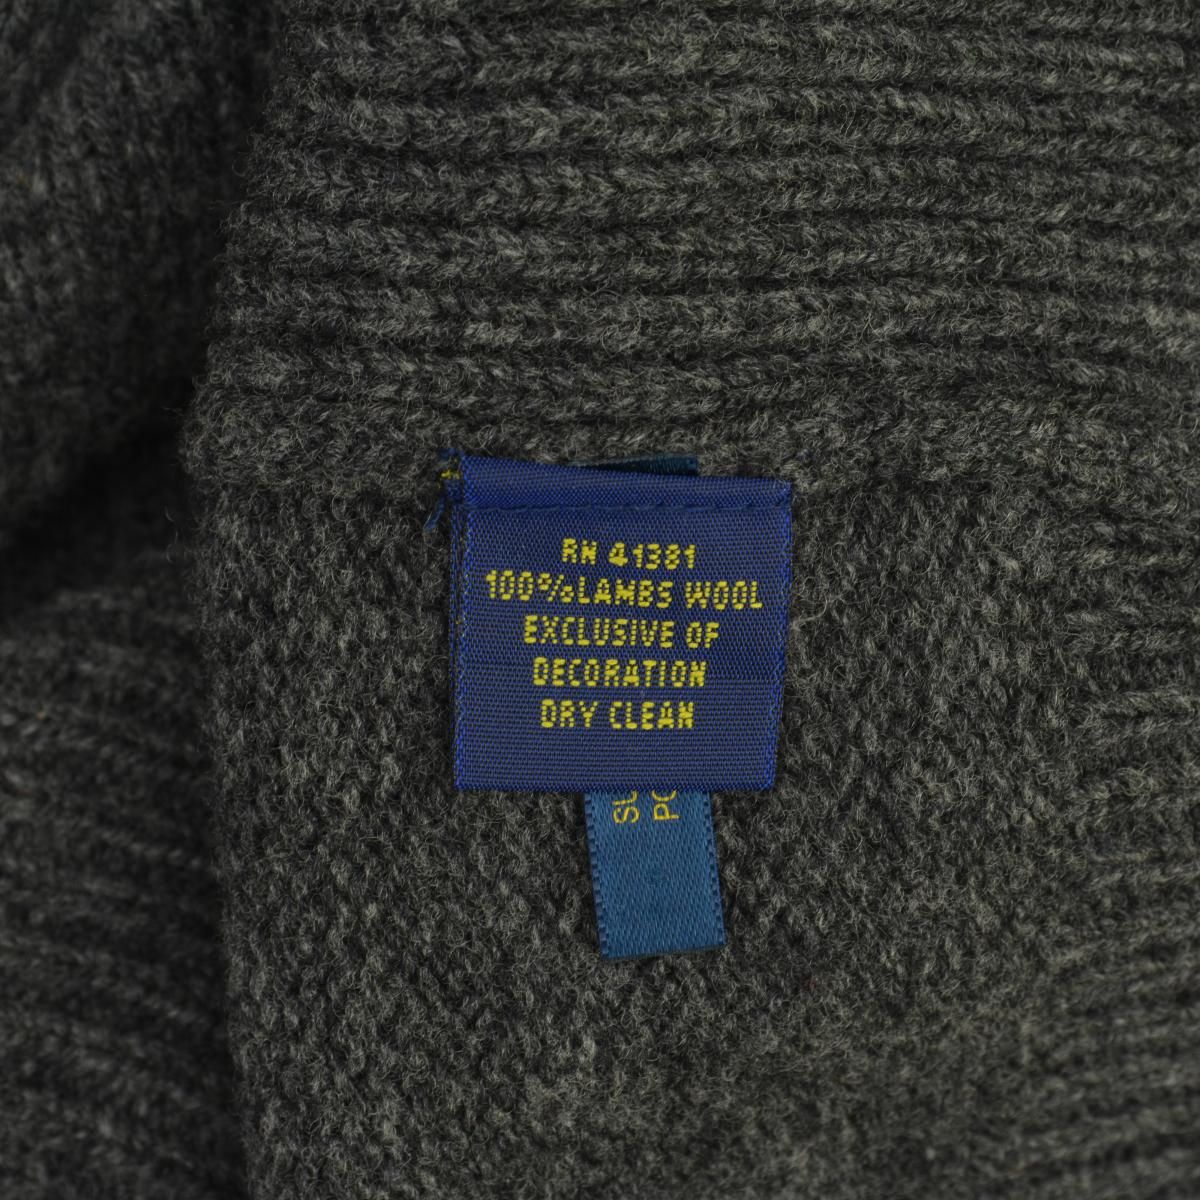 RN 41381
100%LAMBS WOOL
EXCLUSIVE OF
DECORATION
DRY CLEAN